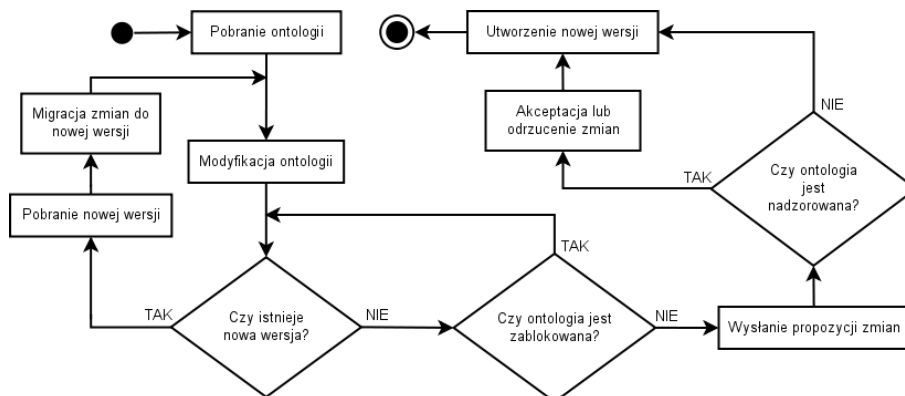 Pobranie ontologii
Utworzenie nowej wersji
Migracja zmian do
nowej wersji
Akceptacja lub
odrzucenie zmian
NIE
Modyfikacja ontologii
TAK
Czy ontologia
jest
nadzorowana?
Pobranie nowej wersji
TAK
TAK
Czy istnieje
nowa wersja?
NIE
Czy ontologia jest
zablokowana?
NIE
Wysłanie propozycji zmian